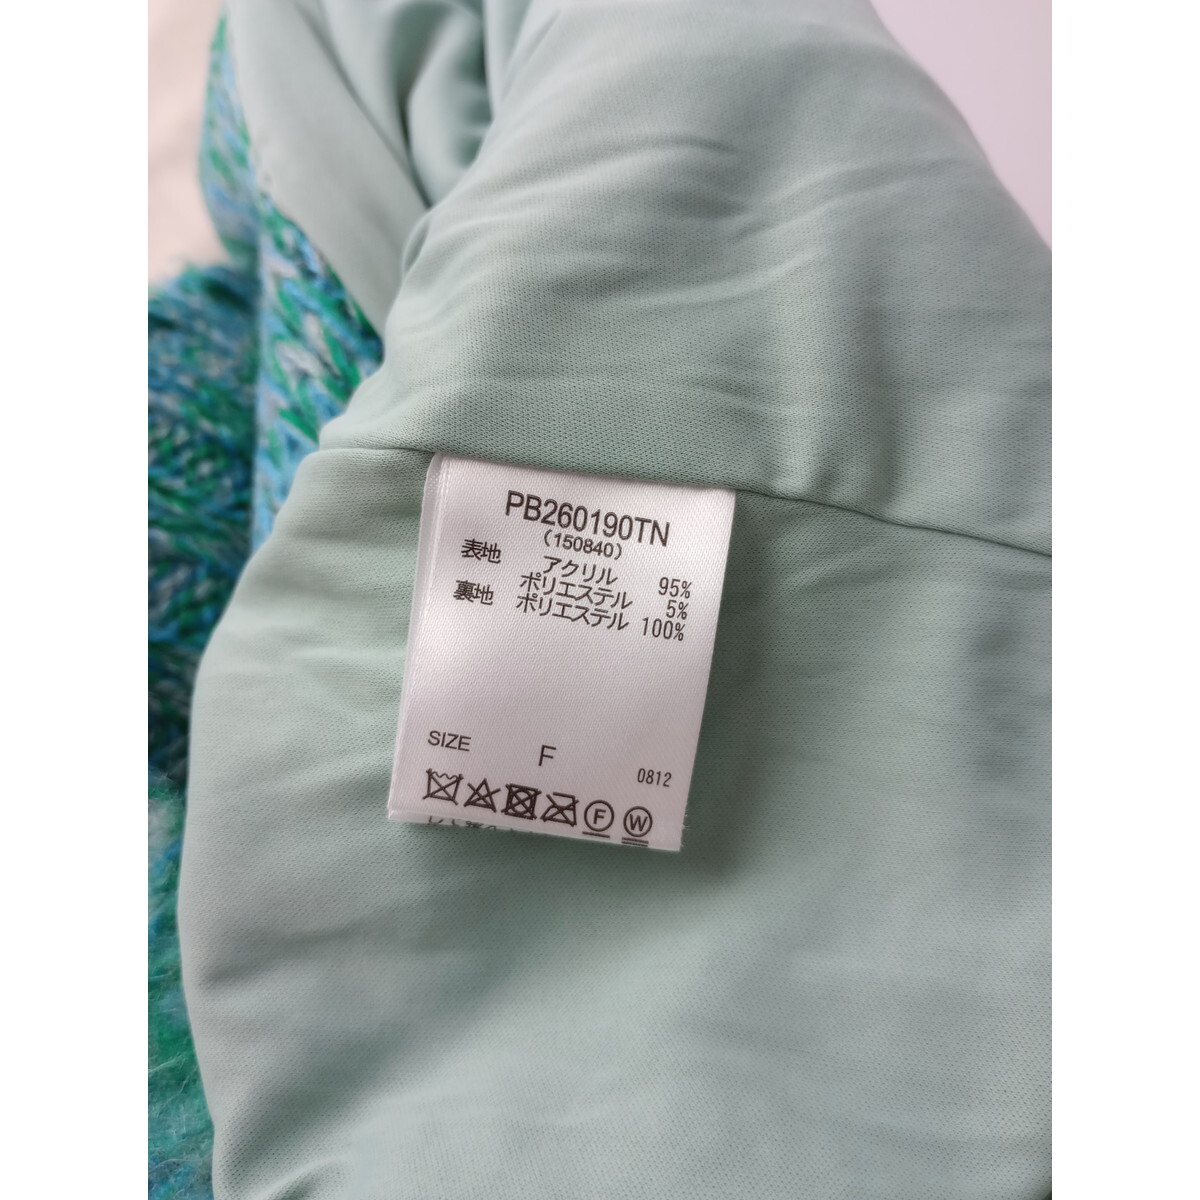 PB260190TN
(150840)
表地 アクリル 95%
ポリエステル 5%
裏地 ポリエステル 100%
SIZE F
0812
F W